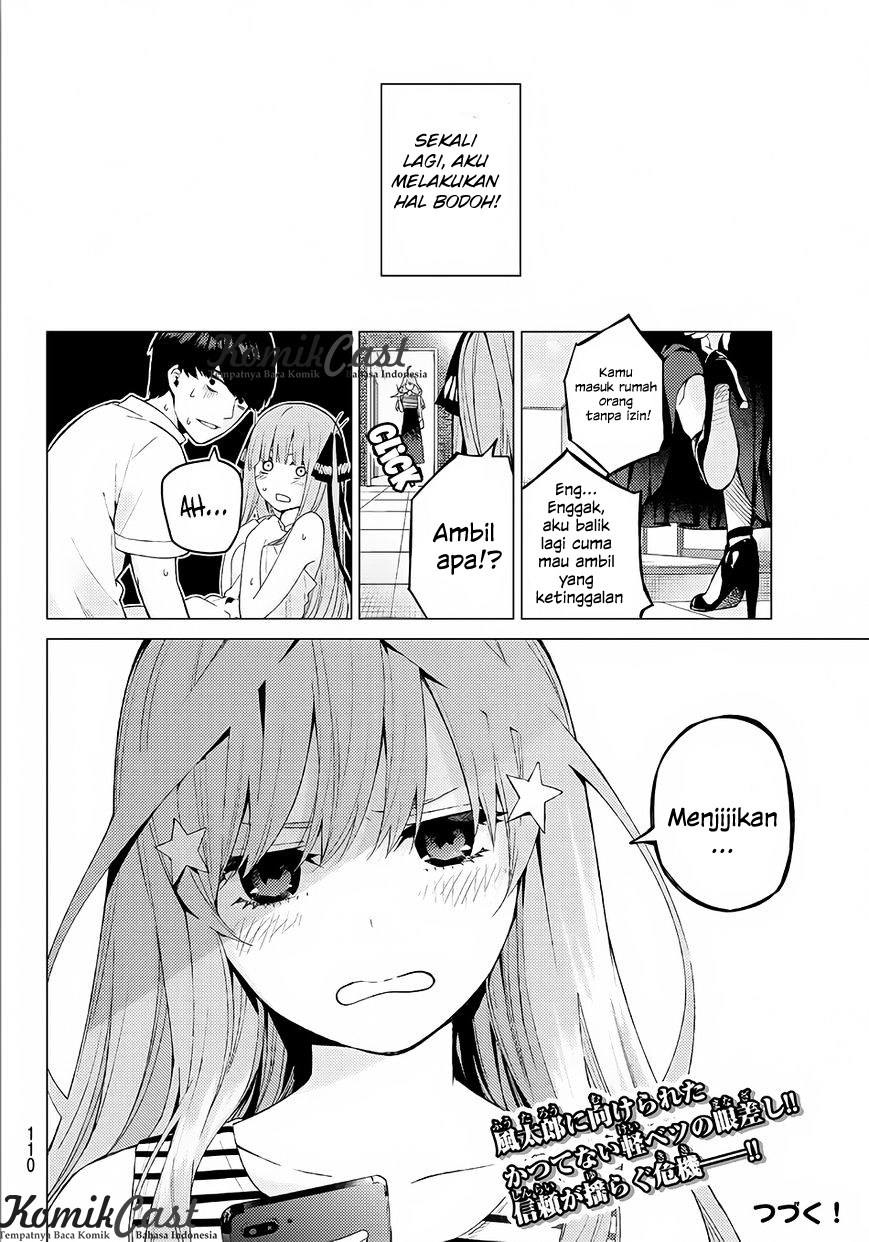 SEKALI
LAGI, AKU
MELAKUKAN
HAL BODOH!
Kamu
masuk rumah
orang
tanpa izin!
Eng...
Enggak,
aku balik
lagi cuma
mau ambil
yang
ketinggalan
CLICK
Ambil
apa!?
AH...
KomikCast
Tempatnya Baca Komik Bahasa Indonesia
Menjijikan
...
風太郎に向けられた
かつてない軽ベツの眼差し!!
信頼が揺らぐ危機――!!
つづく!
110
KomikCast
Tempatnya Baca Komik Bahasa Indonesia